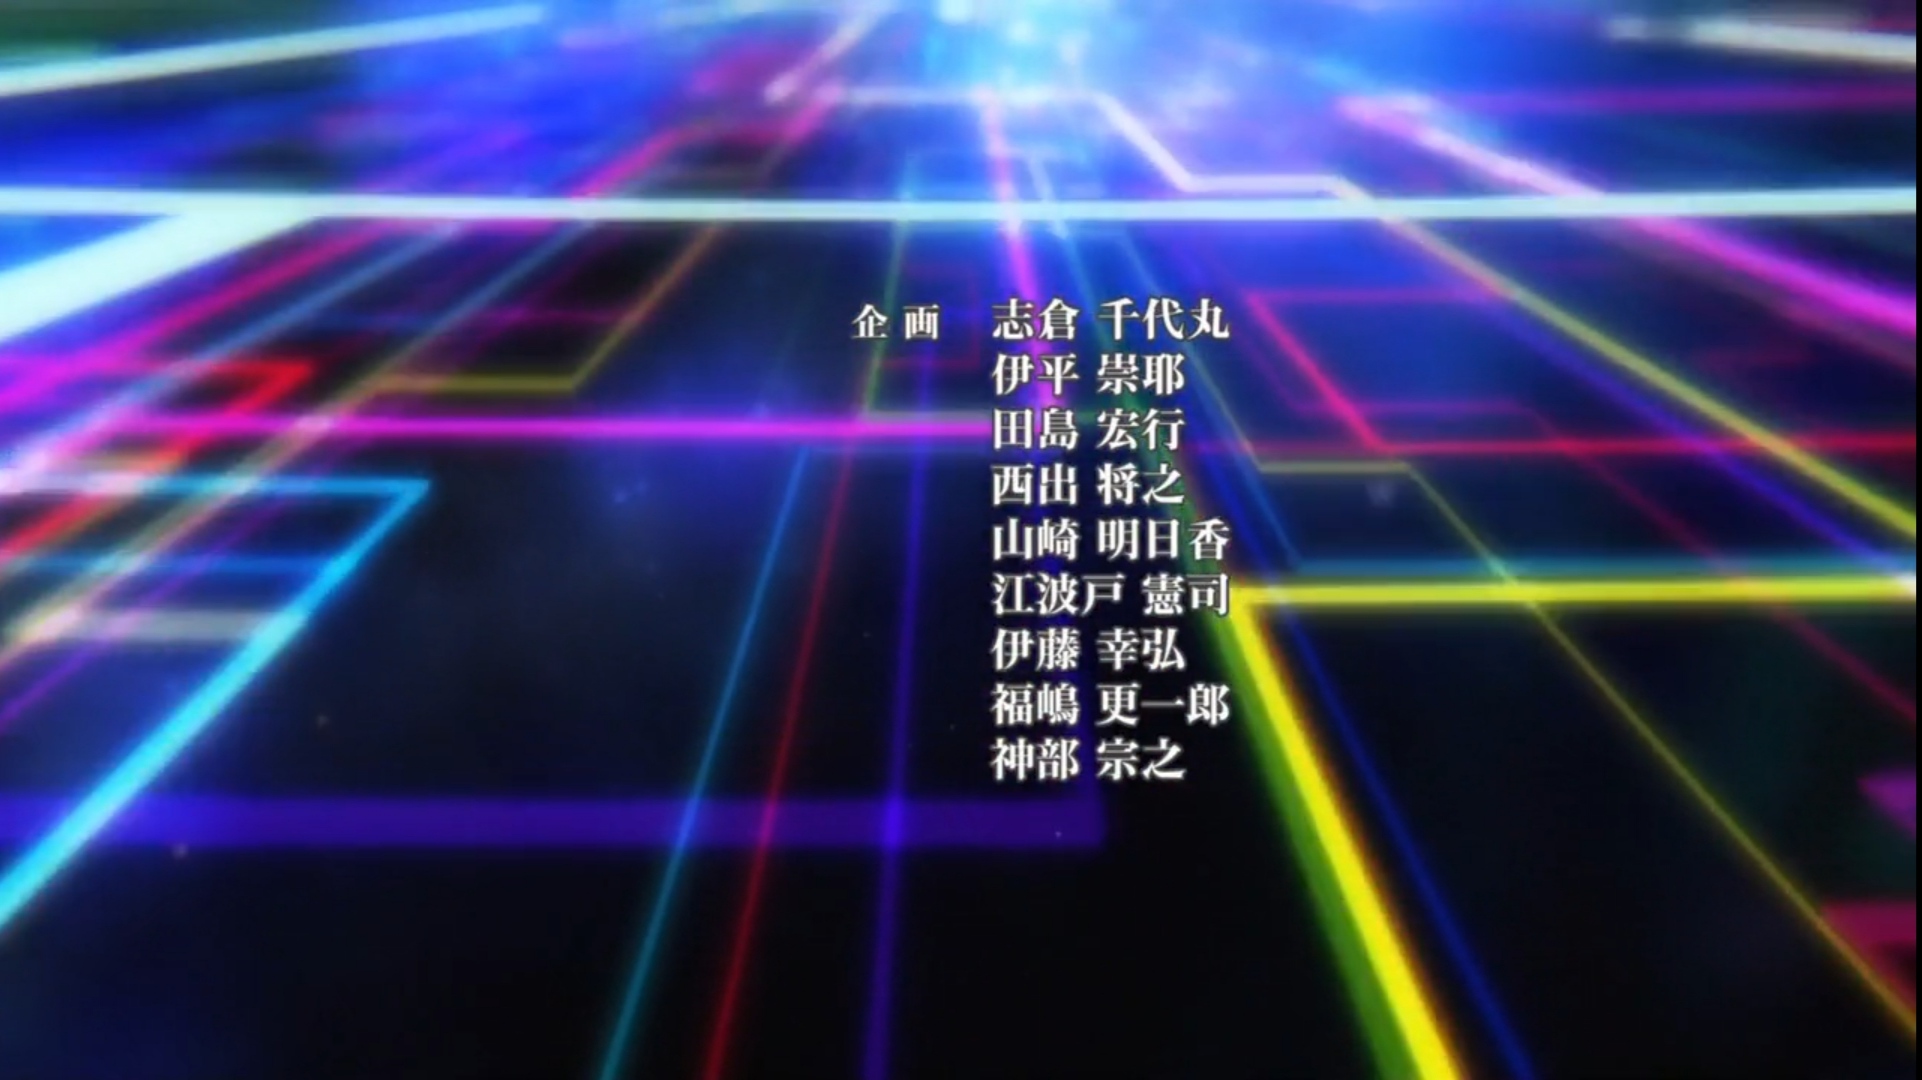 企画 志倉 千代丸
伊平 崇耶
田島 宏行
西出 将之
山崎 明日香
江波戸 憲司
伊藤 幸弘
福嶋 更一郎
神部 宗之